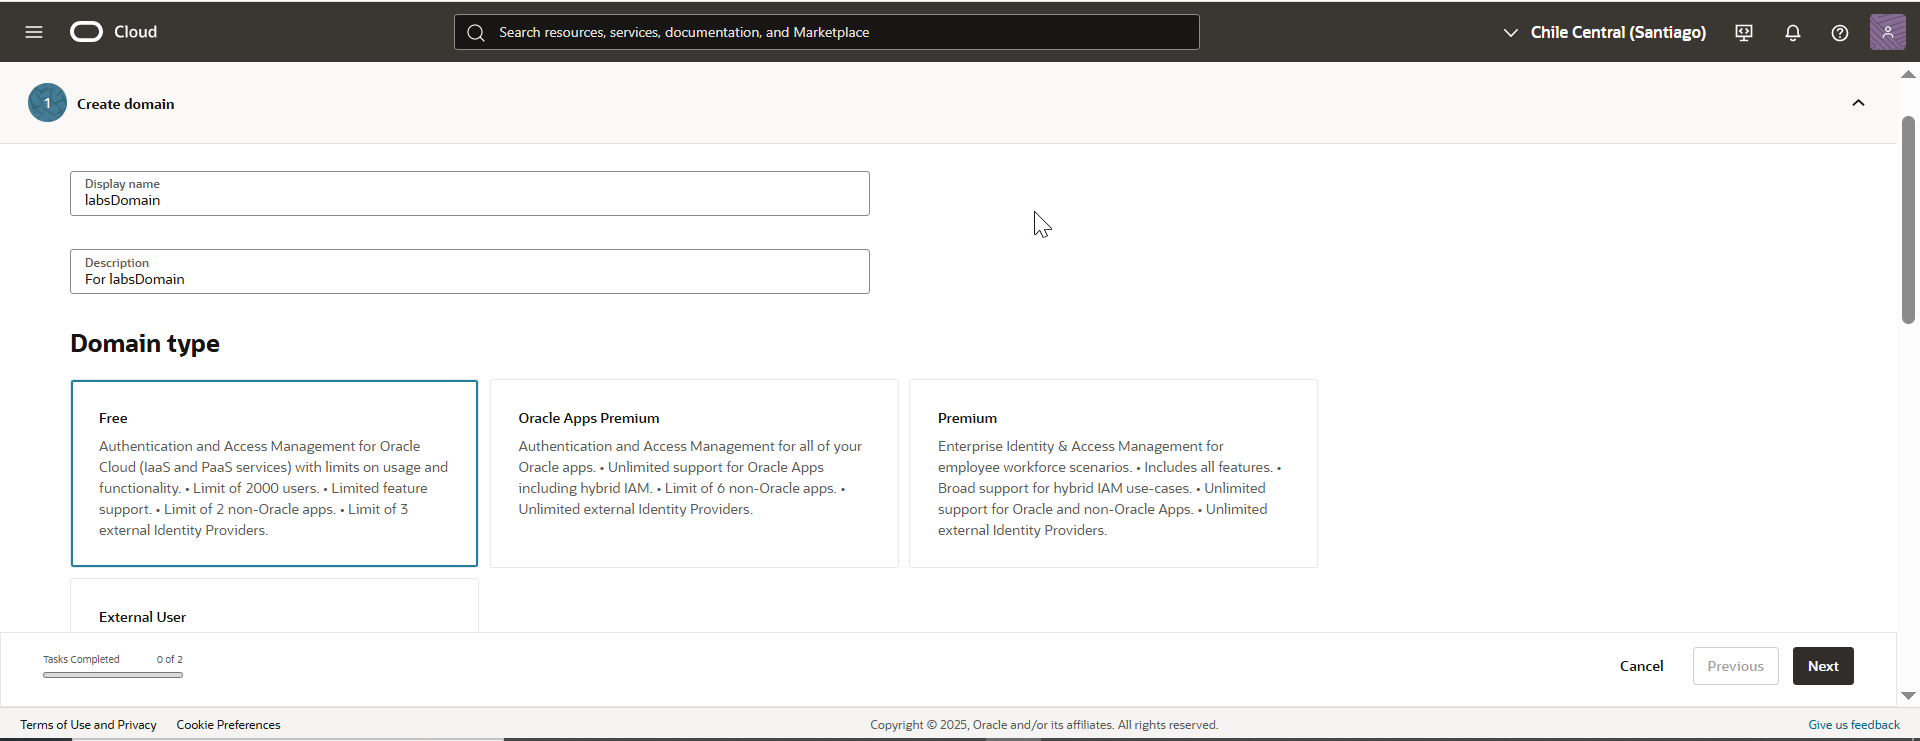 Cloud
Search resources, services, documentation, and Marketplace
Chile Central (Santiago)
1
Create domain
Display name
labsDomain
Description
For labsDomain
Domain type
Free
Authentication and Access Management for Oracle
Cloud (IaaS and PaaS services) with limits on usage and
functionality. • Limit of 2000 users. • Limited feature
support. • Limit of 2 non-Oracle apps. • Limit of 3
external Identity Providers.
Oracle Apps Premium
Authentication and Access Management for all of your
Oracle apps. • Unlimited support for Oracle Apps
including hybrid IAM. • Limit of 6 non-Oracle apps. •
Unlimited external Identity Providers.
Premium
Enterprise Identity & Access Management for
employee workforce scenarios. • Includes all features. •
Broad support for hybrid IAM use-cases. • Unlimited
support for Oracle and non-Oracle Apps. • Unlimited
external Identity Providers.
External User
Tasks Completed 0 of 2
Cancel
Previous
Next
Terms of Use and Privacy
Cookie Preferences
Copyright © 2025, Oracle and/or its affiliates. All rights reserved.
Give us feedback